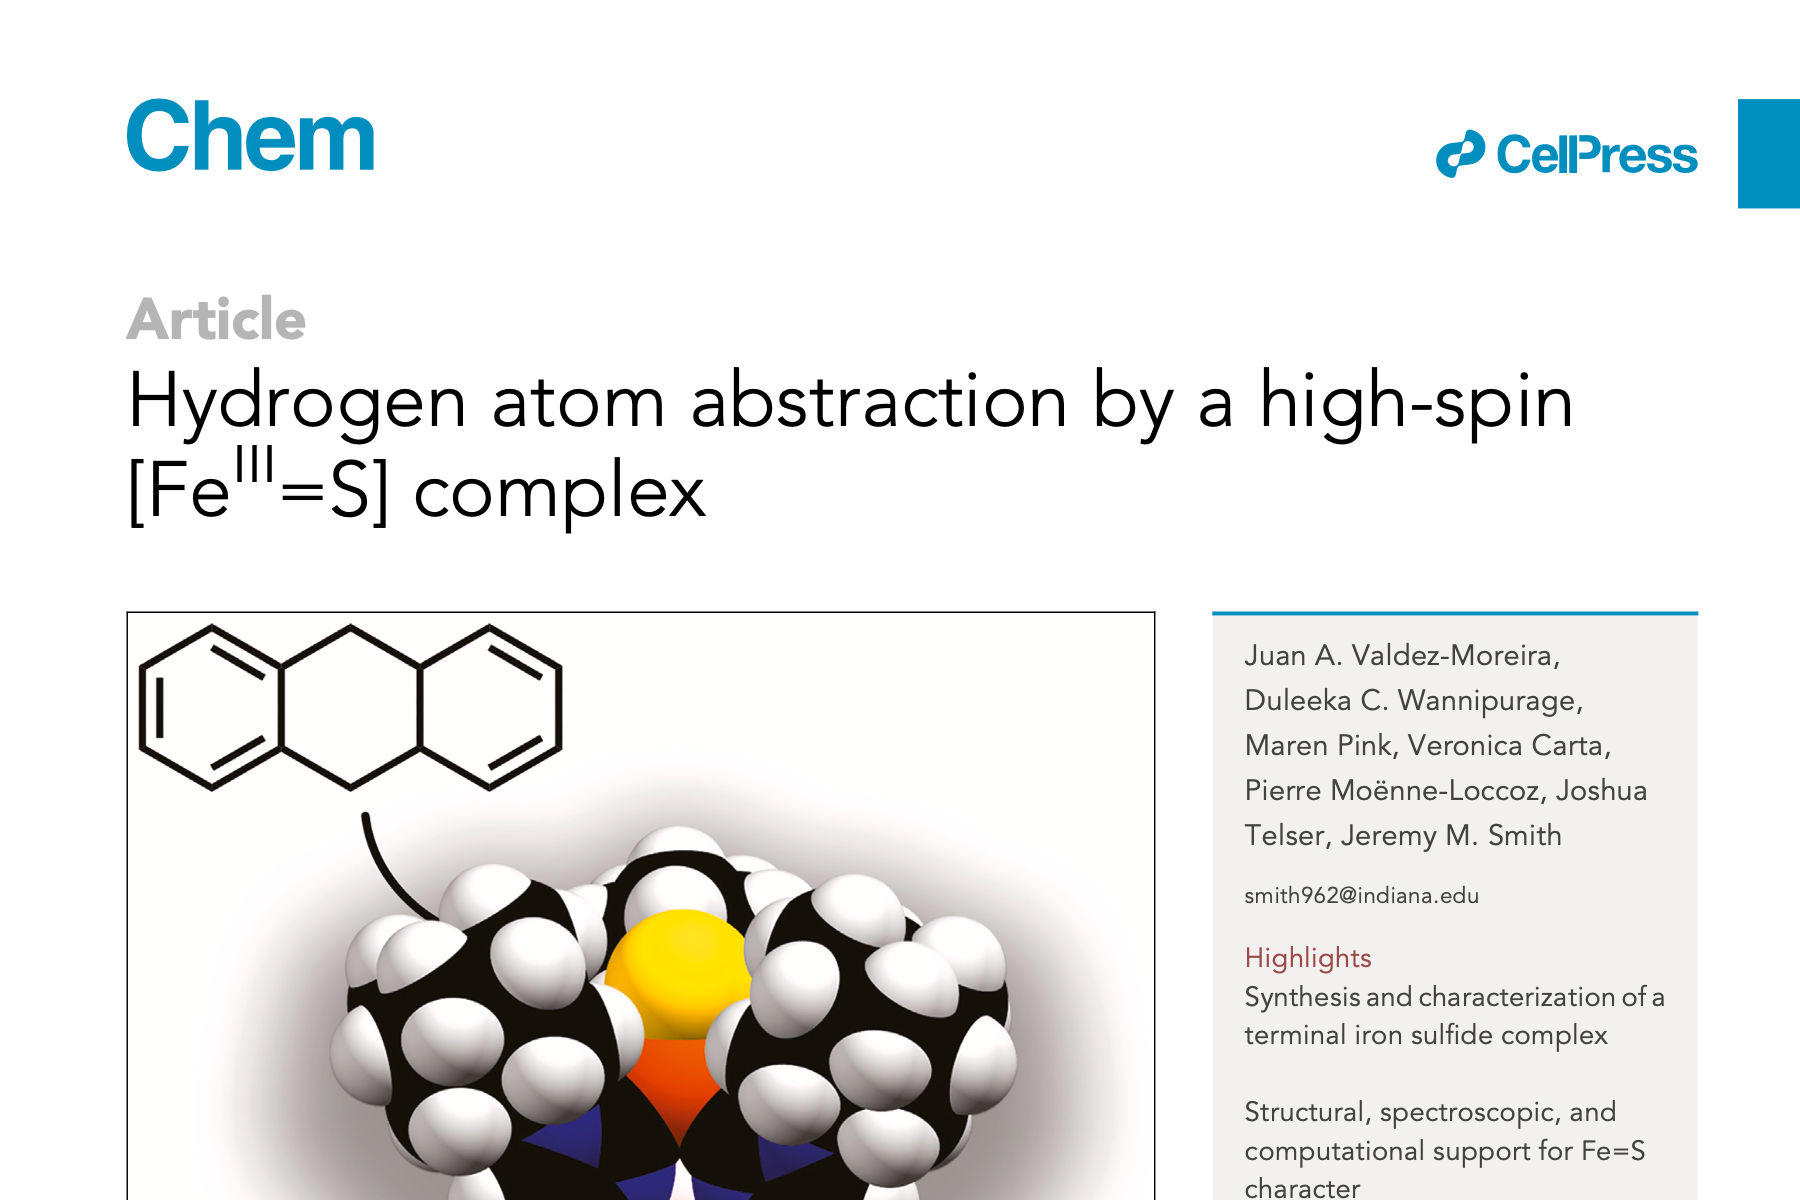 Chem
CellPress
Article
Hydrogen atom abstraction by a high-spin
[Feᴵᴵᴵ=S] complex
Juan A. Valdez-Moreira,
Duleeka C. Wannipurage,
Maren Pink, Veronica Carta,
Pierre Moënne-Loccoz, Joshua
Telser, Jeremy M. Smith
smith962@indiana.edu
Highlights
Synthesis and characterization of a
terminal iron sulfide complex
Structural, spectroscopic, and
computational support for Fe=S
character